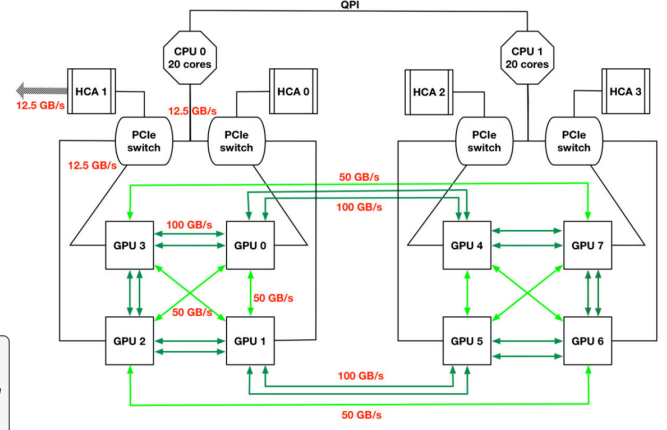 QPI
CPU 0
20 cores
CPU 1
20 cores
HCA 1
HCA 0
HCA 2
HCA 3
12.5 GB/s
12.5 GB/s
PCIe
switch
PCIe
switch
PCIe
switch
PCIe
switch
12.5 GB/s
50 GB/s
100 GB/s
100 GB/s
GPU 3
GPU 0
GPU 4
GPU 7
50 GB/s
50 GB/s
GPU 2
GPU 1
GPU 5
GPU 6
100 GB/s
50 GB/s